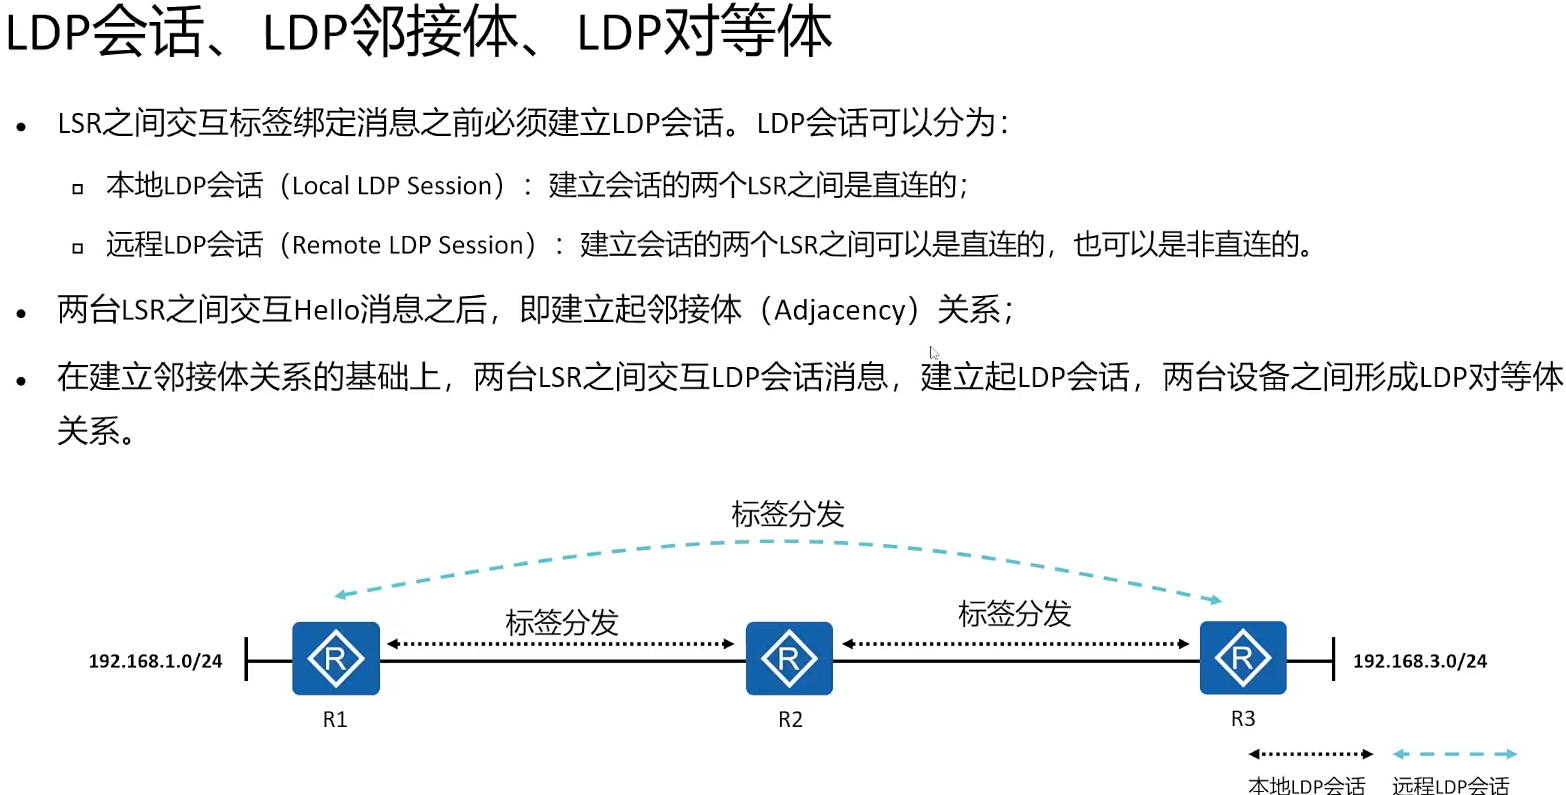 LDP会话、LDP邻接体、LDP对等体
• LSR之间交互标签绑定消息之前必须建立LDP会话。LDP会话可以分为：
▫ 本地LDP会话（Local LDP Session）：建立会话的两个LSR之间是直连的；
▫ 远程LDP会话（Remote LDP Session）：建立会话的两个LSR之间可以是直连的，也可以是非直连的。
• 两台LSR之间交互Hello消息之后，即建立起邻接体（Adjacency）关系；
• 在建立邻接体关系的基础上，两台LSR之间交互LDP会话消息，建立起LDP会话，两台设备之间形成LDP对等体
关系。
标签分发
标签分发
标签分发
192.168.1.0/24
R
R
R
192.168.3.0/24
R1
R2
R3
本地LDP会话
远程LDP会话